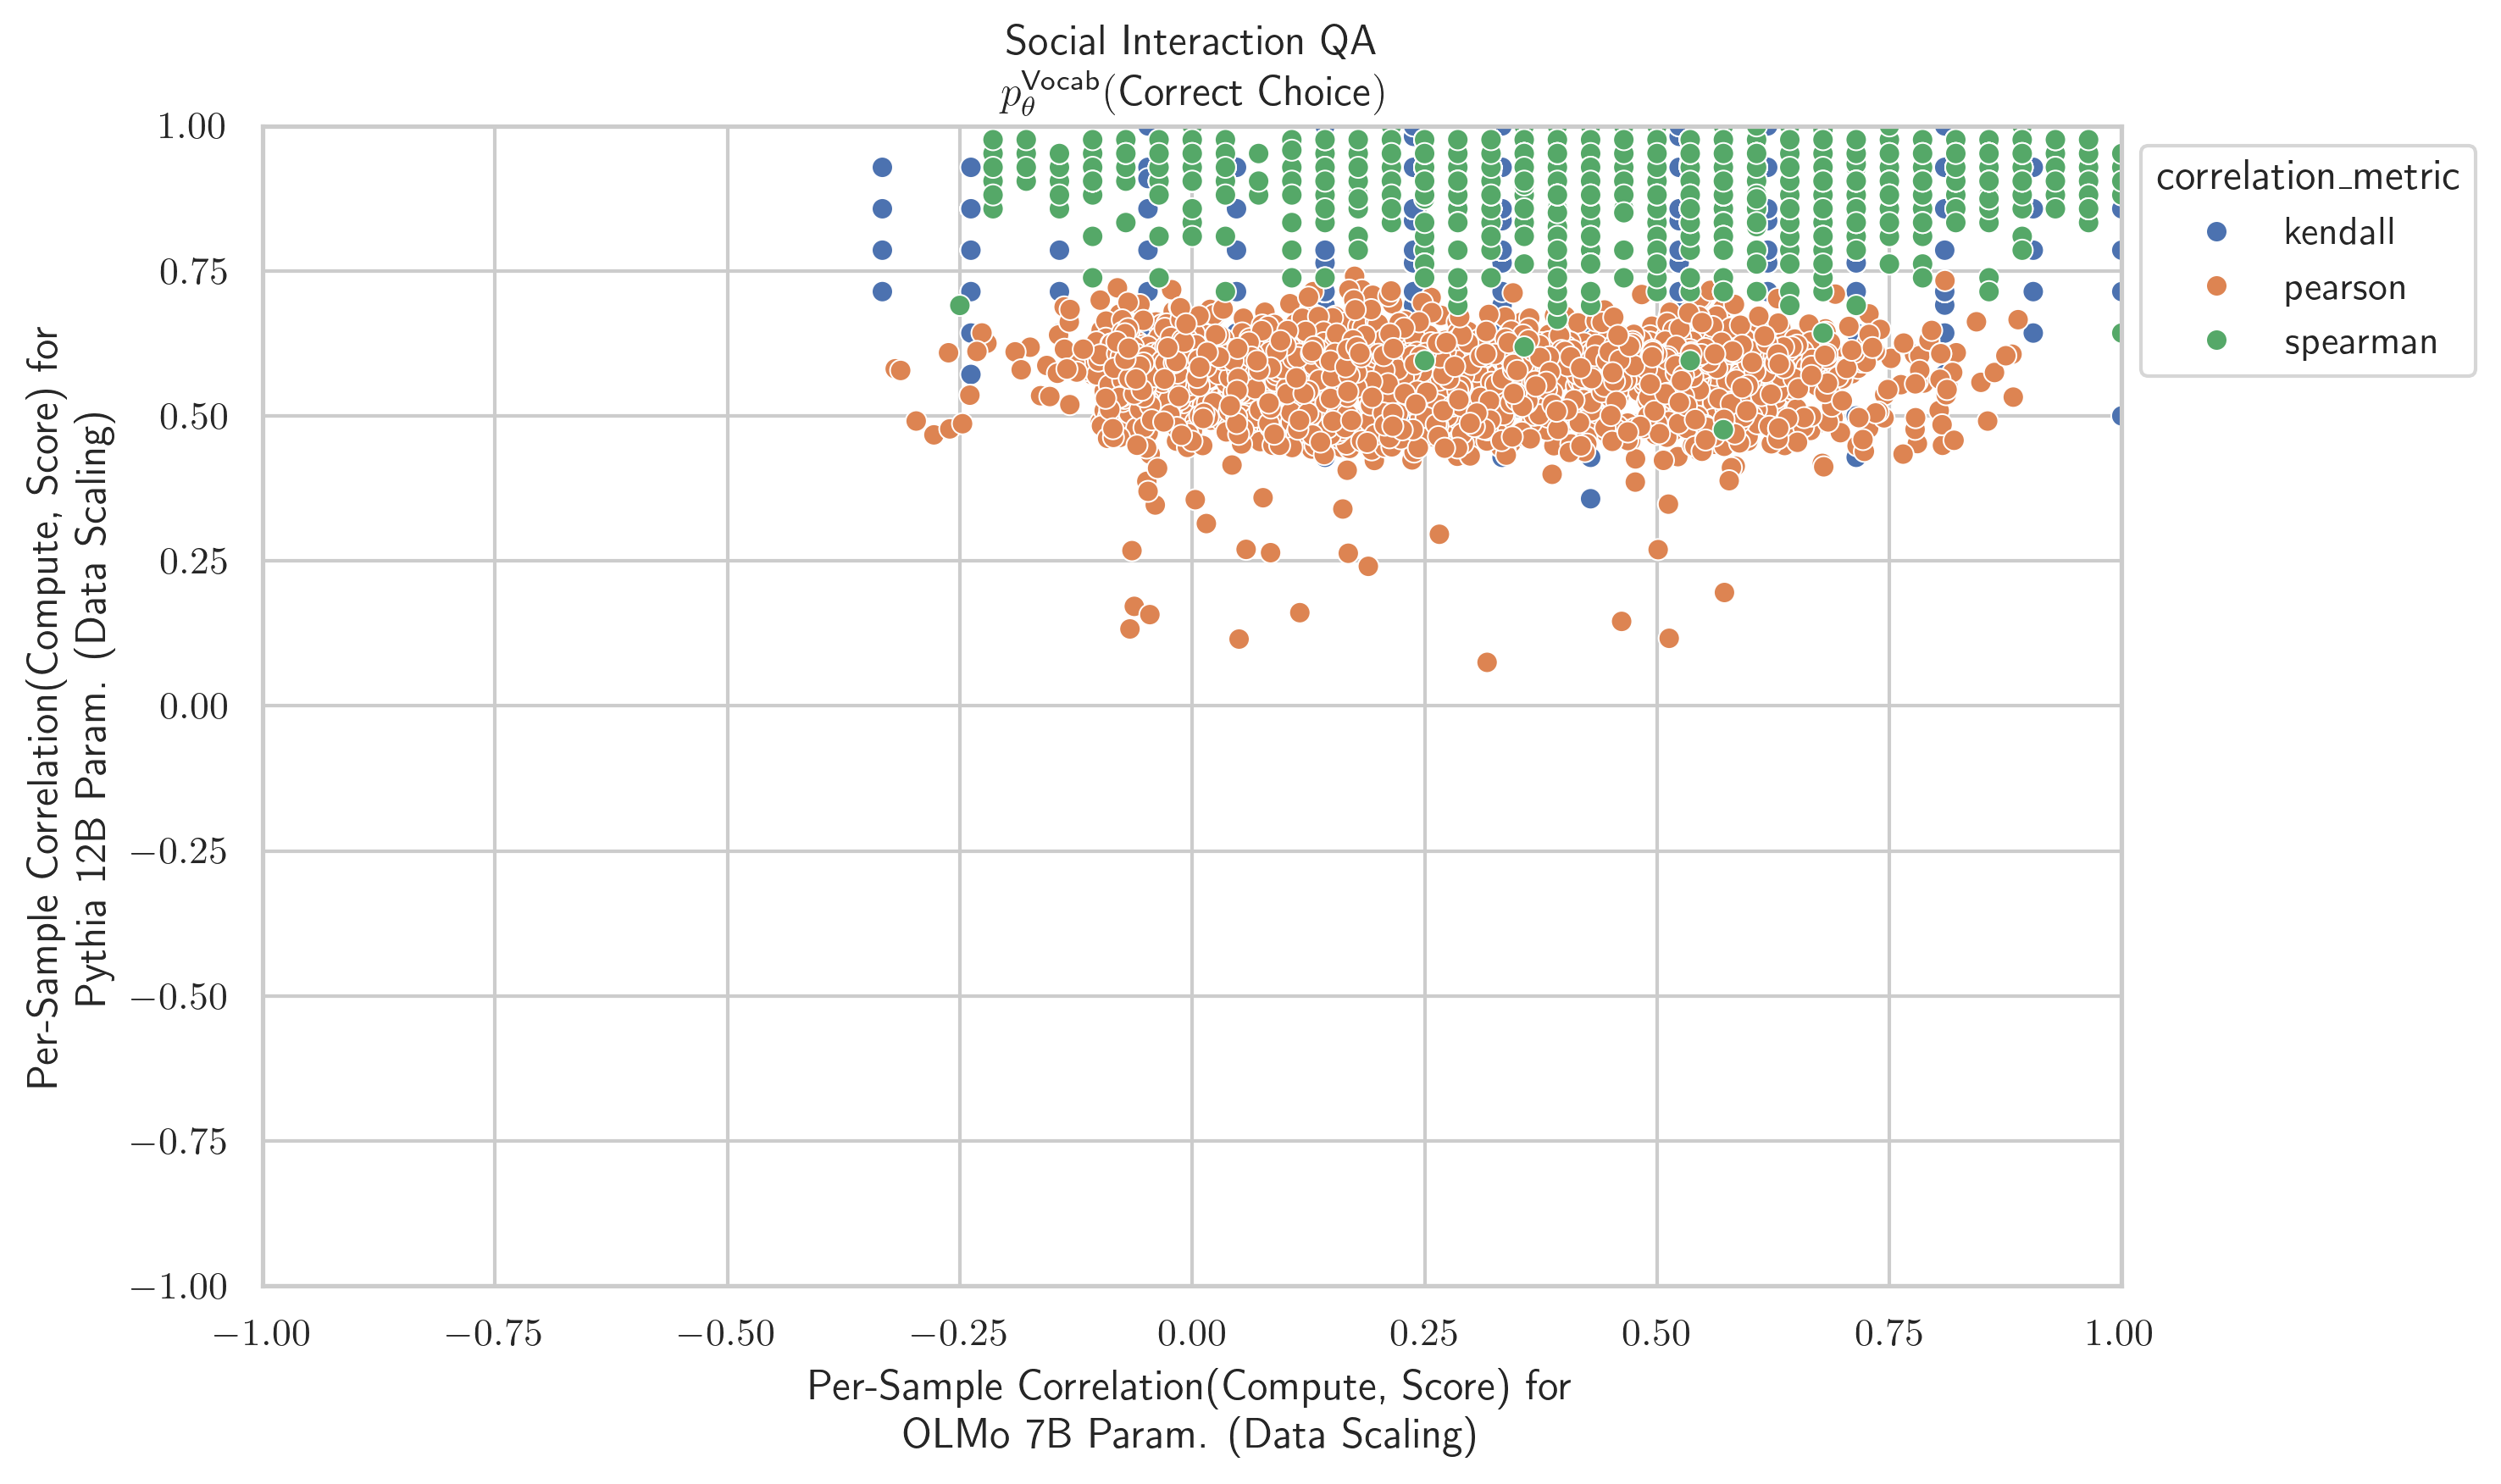 Social Interaction QA
p_θ^Vocab(Correct Choice)
Per-Sample Correlation(Compute, Score) for
Pythia 12B Param. (Data Scaling)
1.00
0.75
0.50
0.25
0.00
−0.25
−0.50
−0.75
−1.00
−1.00 −0.75 −0.50 −0.25 0.00 0.25 0.50 0.75 1.00
Per-Sample Correlation(Compute, Score) for
OLMo 7B Param. (Data Scaling)
correlation_metric
kendall
pearson
spearman